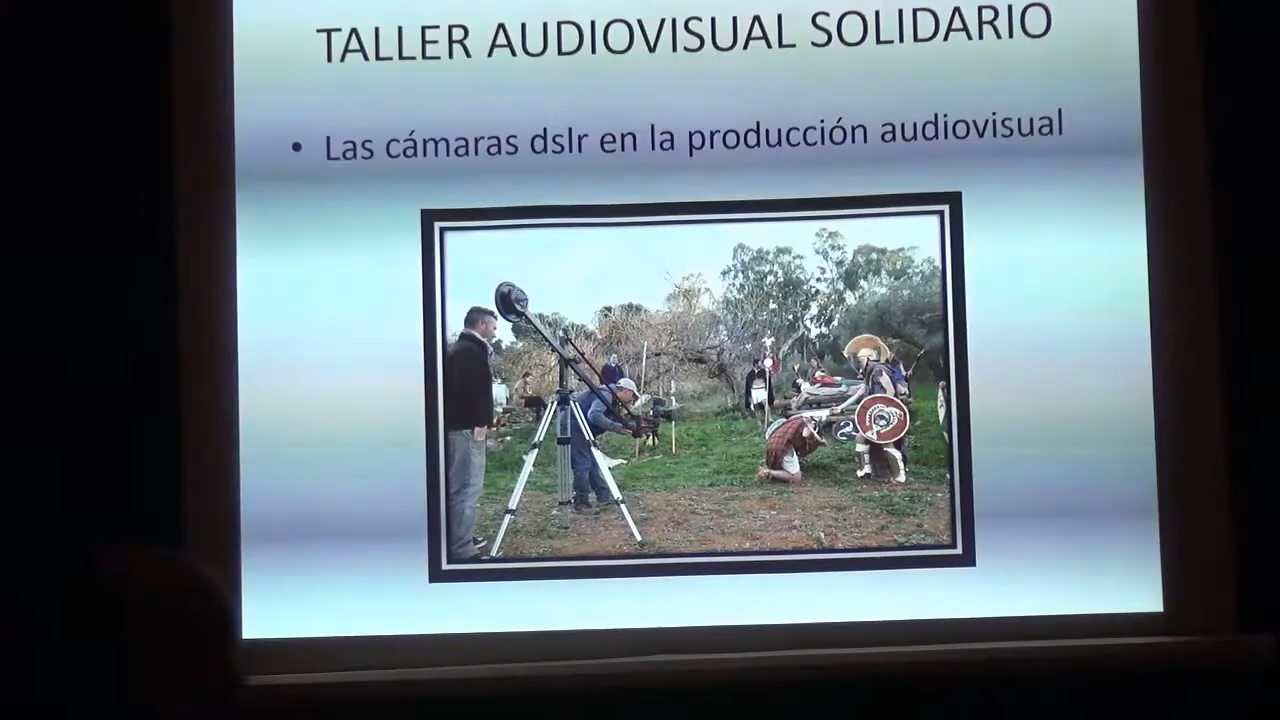 TALLER AUDIOVISUAL SOLIDARIO
• Las cámaras dslr en la producción audiovisual